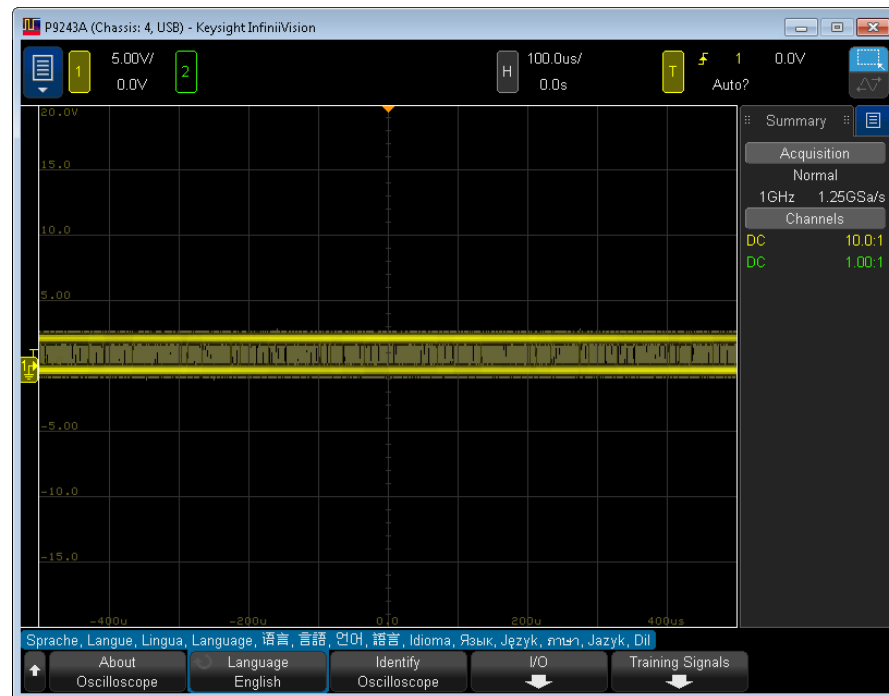 P9243A (Chassis: 4, USB) - Keysight InfiniiVision
1 5.00V/ 0.0V
2
H 100.0us/ 0.0s
T 1 0.0V
Auto?
20.0V
15.0
10.0
5.00
T
1
-5.00
-10.0
-15.0
-400u -200u 0.0 200u 400us
Summary
Acquisition
Normal
1GHz 1.25GSa/s
Channels
DC 10.0:1
DC 1.00:1
Sprache, Langue, Lingua, Language, 语言, 言語, 언어, 語言, Idioma, Язык, Język, ภาษา, Jazyk, Dil
About
Oscilloscope
Language
English
Identify
Oscilloscope
I/O
Training Signals